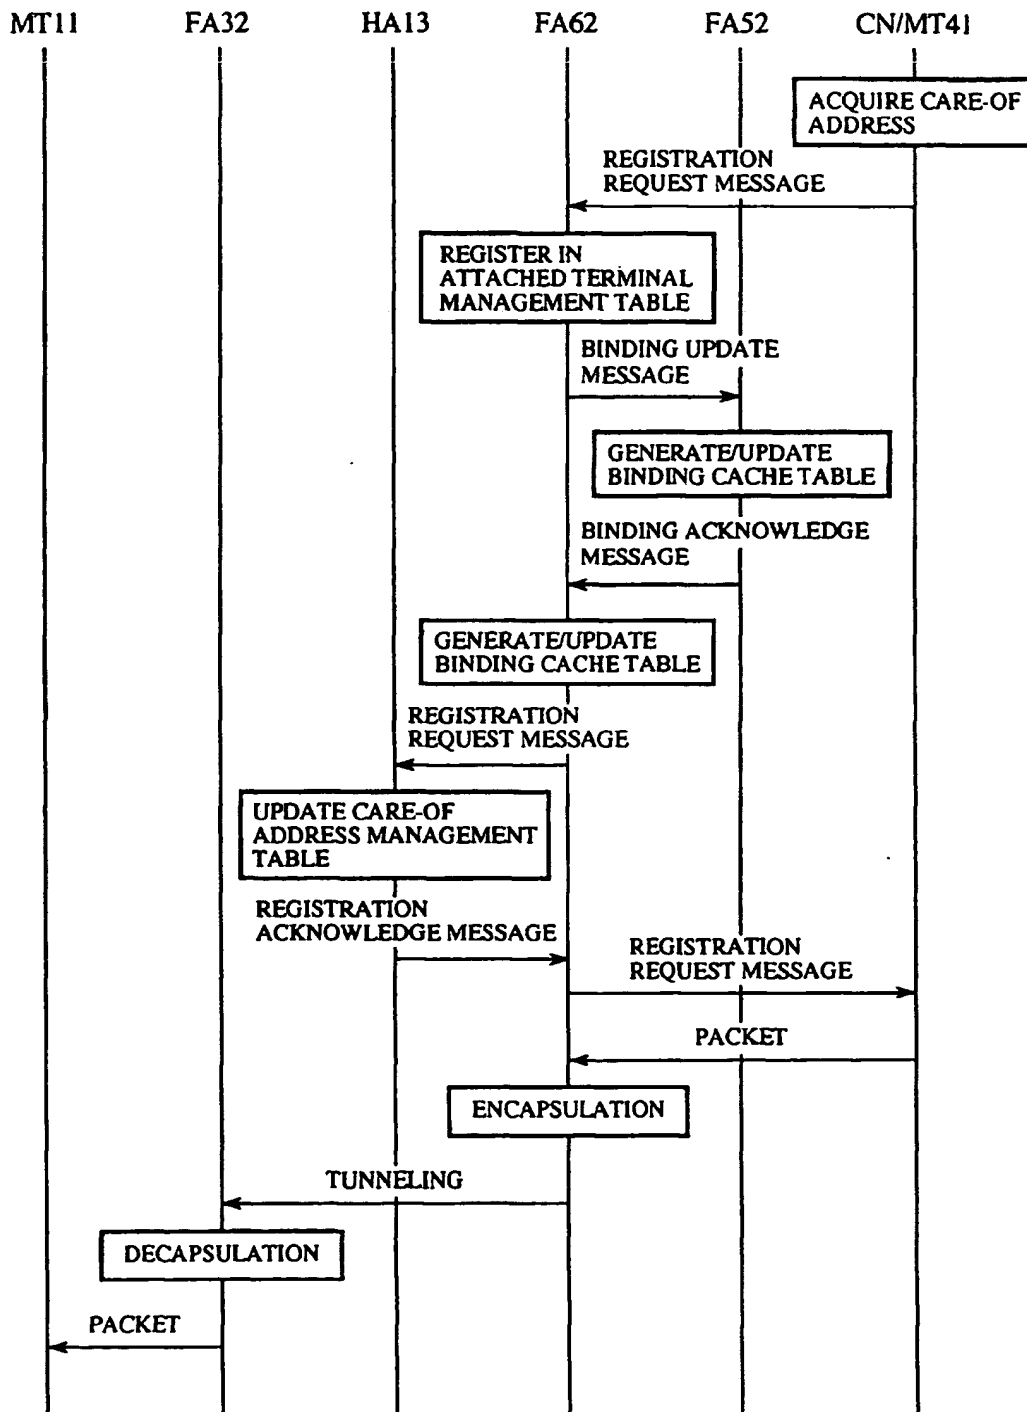 MT11 FA32 HA13 FA62 FA52 CN/MT41
ACQUIRE CARE-OF
ADDRESS
REGISTRATION
REQUEST MESSAGE
REGISTER IN
ATTACHED TERMINAL
MANAGEMENT TABLE
BINDING UPDATE
MESSAGE
GENERATE/UPDATE
BINDING CACHE TABLE
BINDING ACKNOWLEDGE
MESSAGE
GENERATE/UPDATE
BINDING CACHE TABLE
REGISTRATION
REQUEST MESSAGE
UPDATE CARE-OF
ADDRESS MANAGEMENT
TABLE
REGISTRATION
ACKNOWLEDGE MESSAGE
REGISTRATION
REQUEST MESSAGE
PACKET
ENCAPSULATION
TUNNELING
DECAPSULATION
PACKET